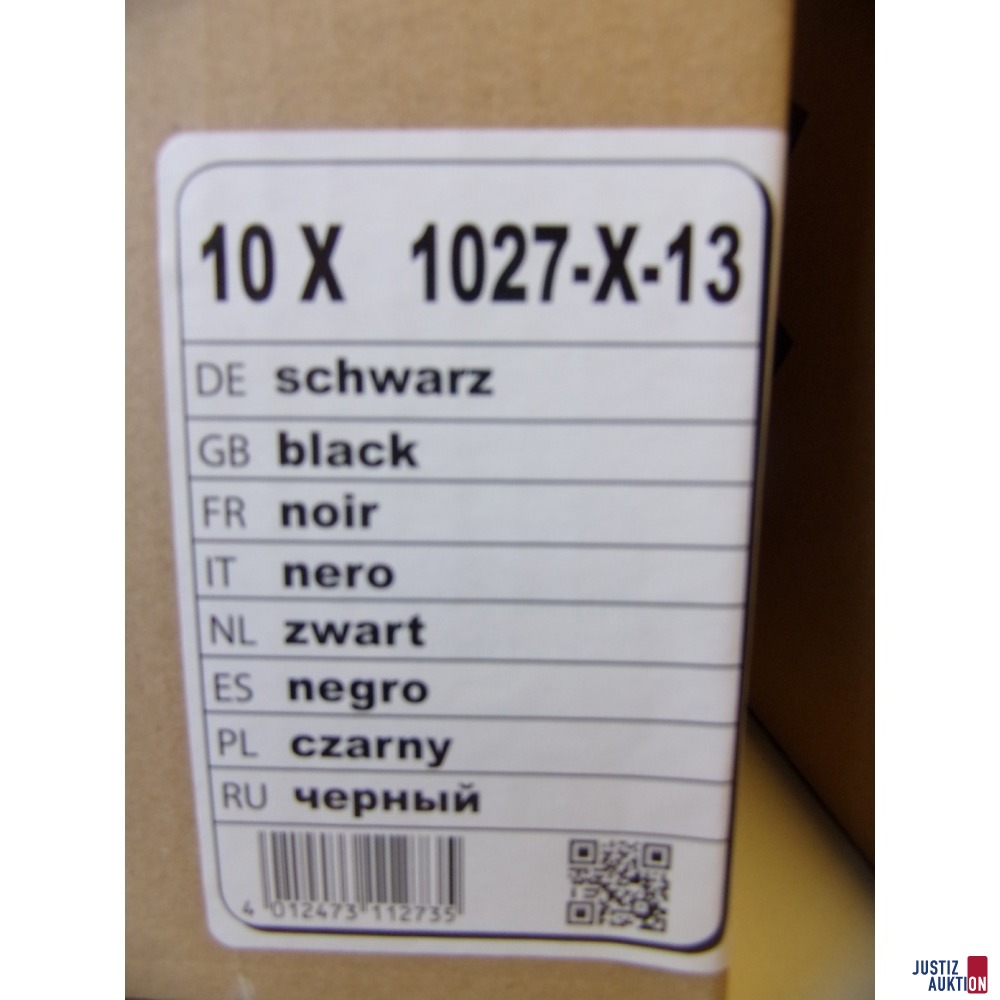 10 X 1027-X-13
DE schwarz
GB black
FR noir
IT nero
NL zwart
ES negro
PL czarny
RU черный
4 012473 112735
JUSTIZ
AUKTION